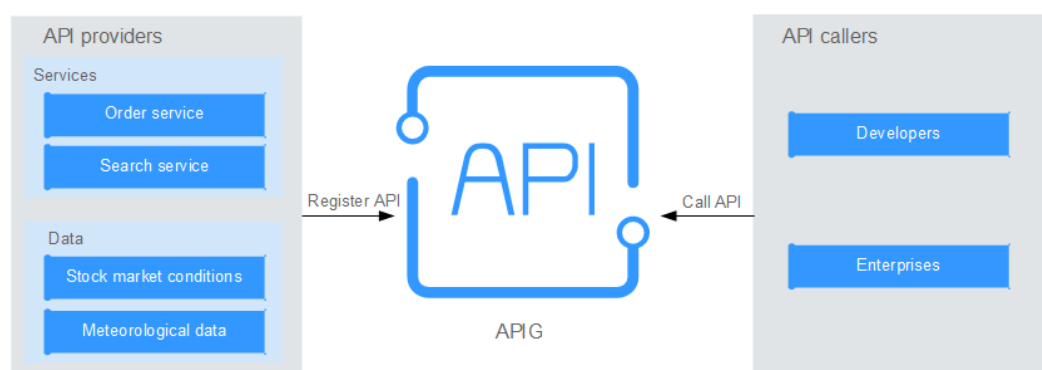 API providers
Services
Order service
Search service
Data
Stock market conditions
Meteorological data
Register API
API
APIG
Call API
API callers
Developers
Enterprises